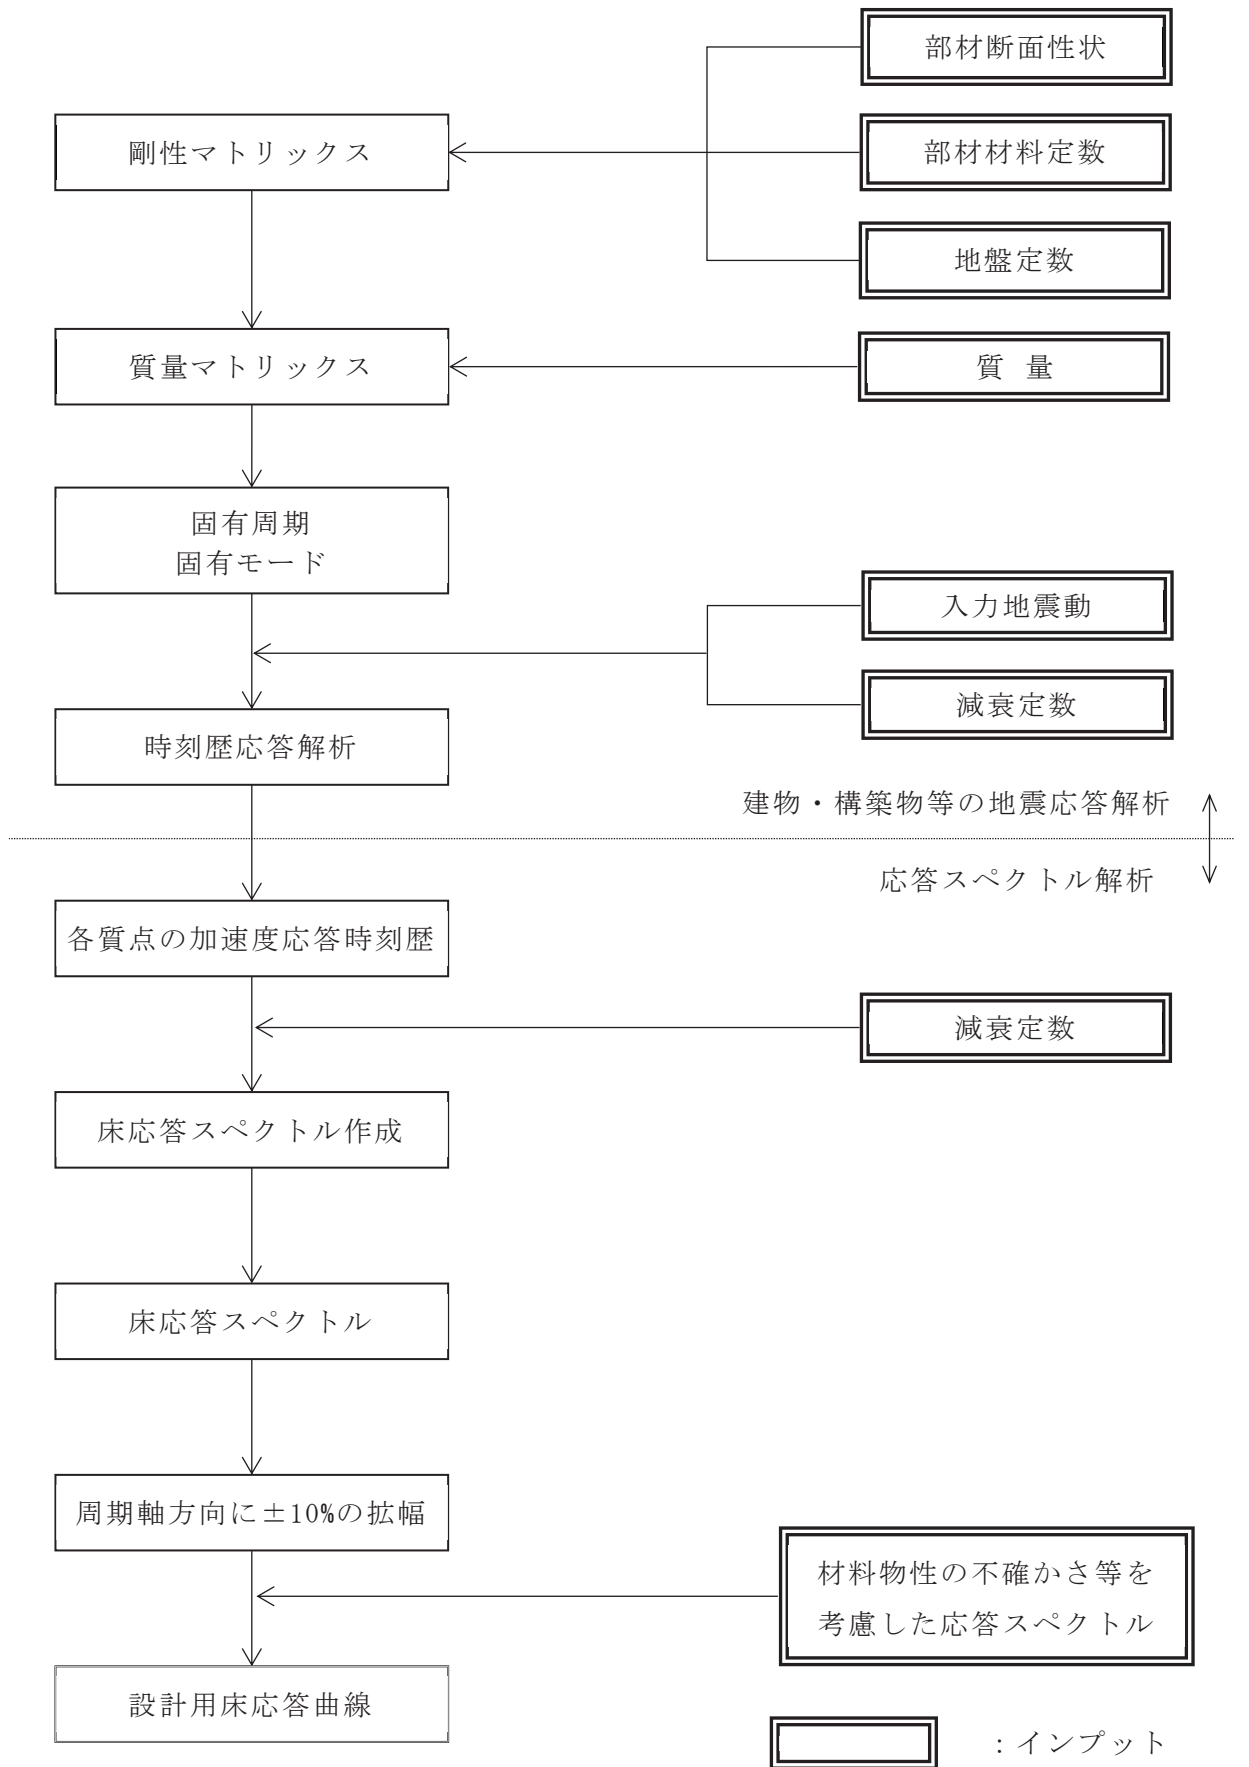 部材断面性状
剛性マトリックス
部材材料定数
地盤定数
質量マトリックス
質 量
固有周期
固有モード
入力地震動
減衰定数
時刻歴応答解析
建物・構築物等の地震応答解析
応答スペクトル解析
各質点の加速度応答時刻歴
減衰定数
床応答スペクトル作成
床応答スペクトル
周期軸方向に±10%の拡幅
材料物性の不確かさ等を
考慮した応答スペクトル
設計用床応答曲線
：インプット